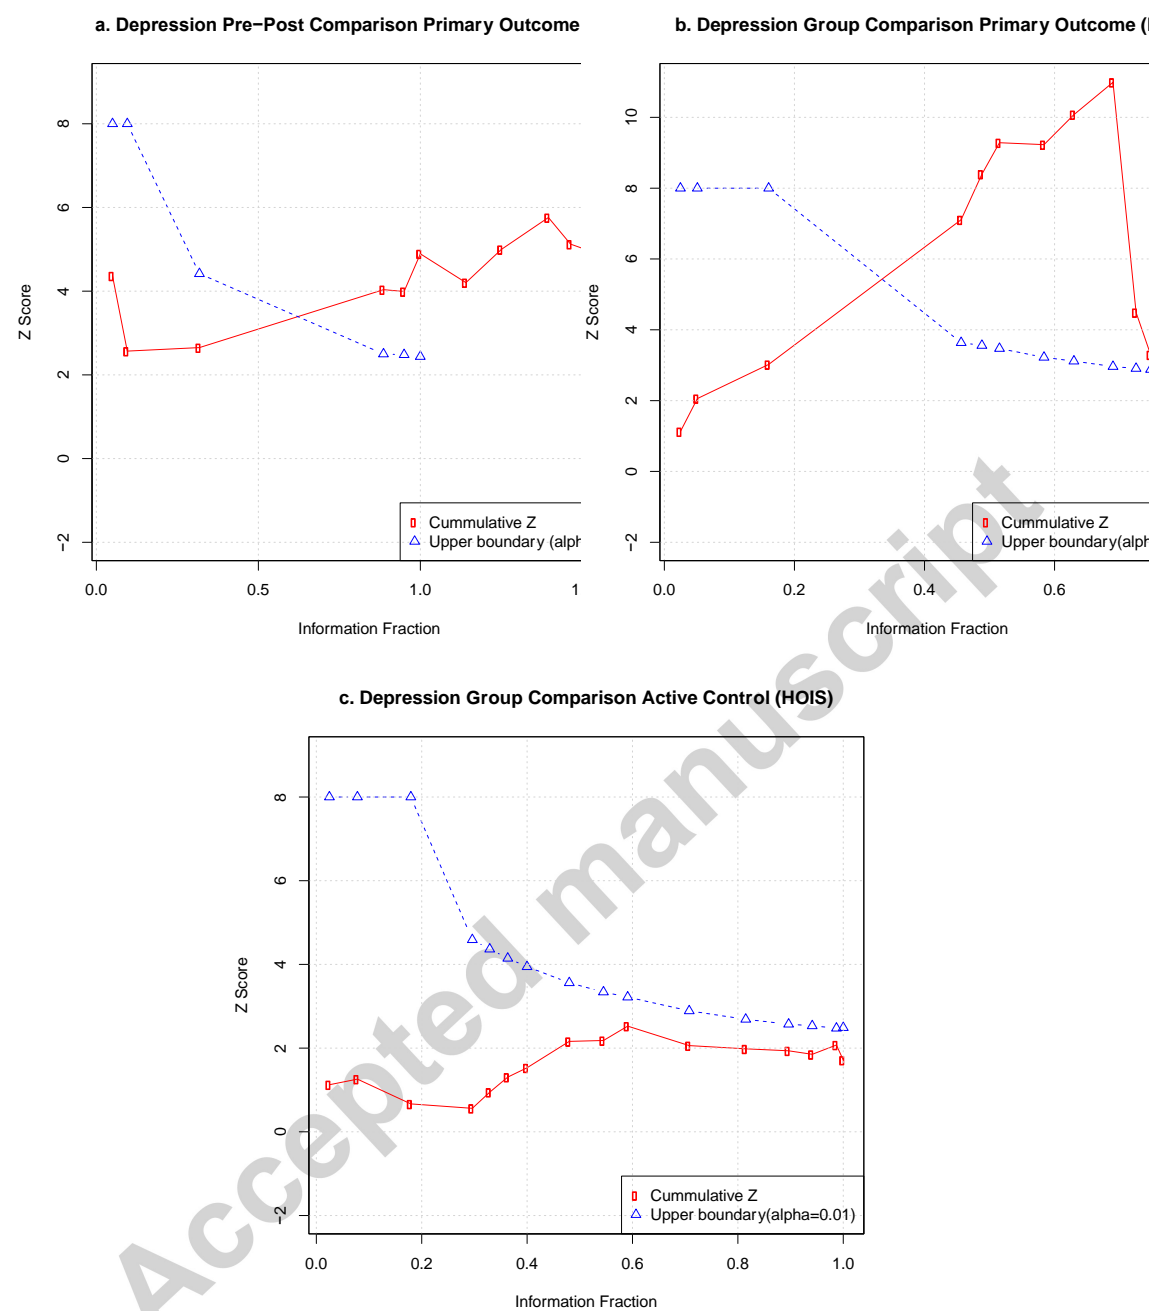 a. Depression Pre−Post Comparison Primary Outcome
8
6
4
2
0
−2
Z Score
Cummulative Z
Upper boundary (alph
0.0 0.5 1.0 1
Information Fraction
b. Depression Group Comparison Primary Outcome (
10
8
6
4
2
0
−2
Z Score
Cummulative Z
Upper boundary(alph
0.0 0.2 0.4 0.6
Information Fraction
c. Depression Group Comparison Active Control (HOIS)
8
6
4
2
0
−2
Z Score
Cummulative Z
Upper boundary(alpha=0.01)
0.0 0.2 0.4 0.6 0.8 1.0
Information Fraction
Accepted manuscript